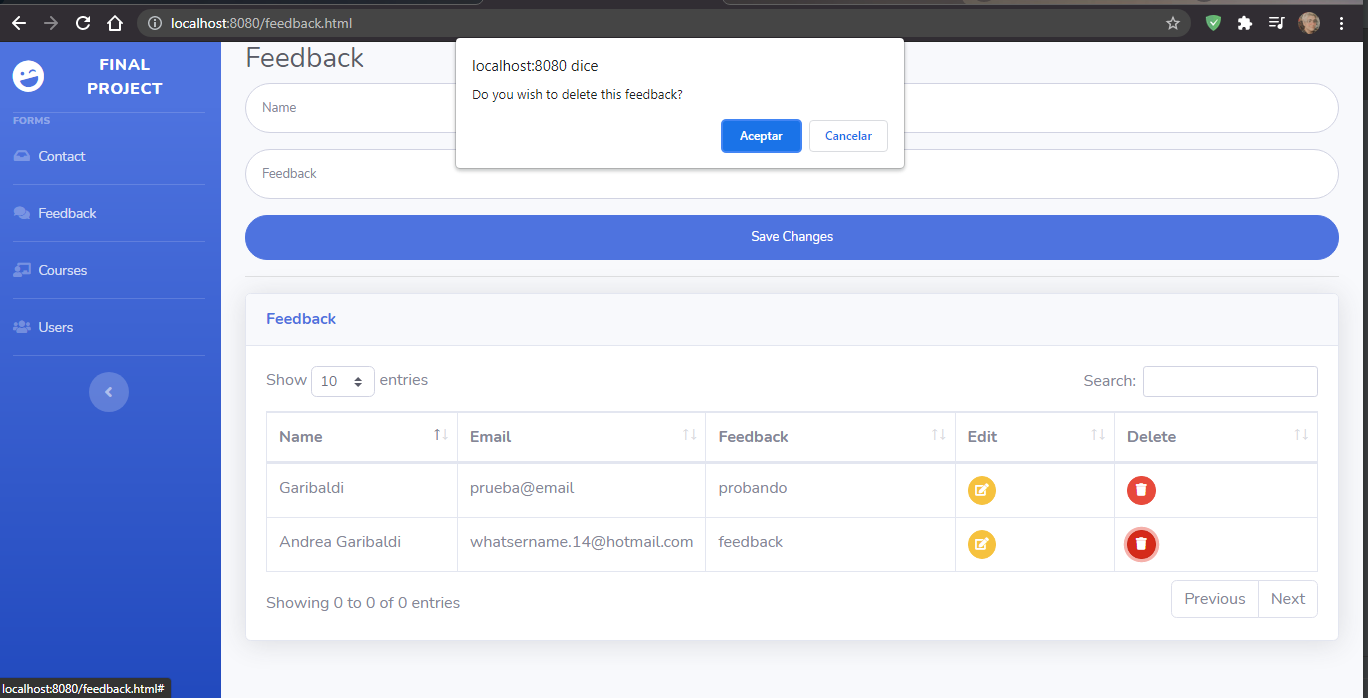 localhost:8080/feedback.html
FINAL
PROJECT
FORMS
Contact
Feedback
Courses
Users
Feedback
localhost:8080 dice
Do you wish to delete this feedback?
Aceptar Cancelar
Name
Feedback
Save Changes
Feedback
Show 10 entries Search:
Name Email Feedback Edit Delete
Garibaldi prueba@email probando
Andrea Garibaldi whatsername.14@hotmail.com feedback
Showing 0 to 0 of 0 entries Previous Next
localhost:8080/feedback.html#